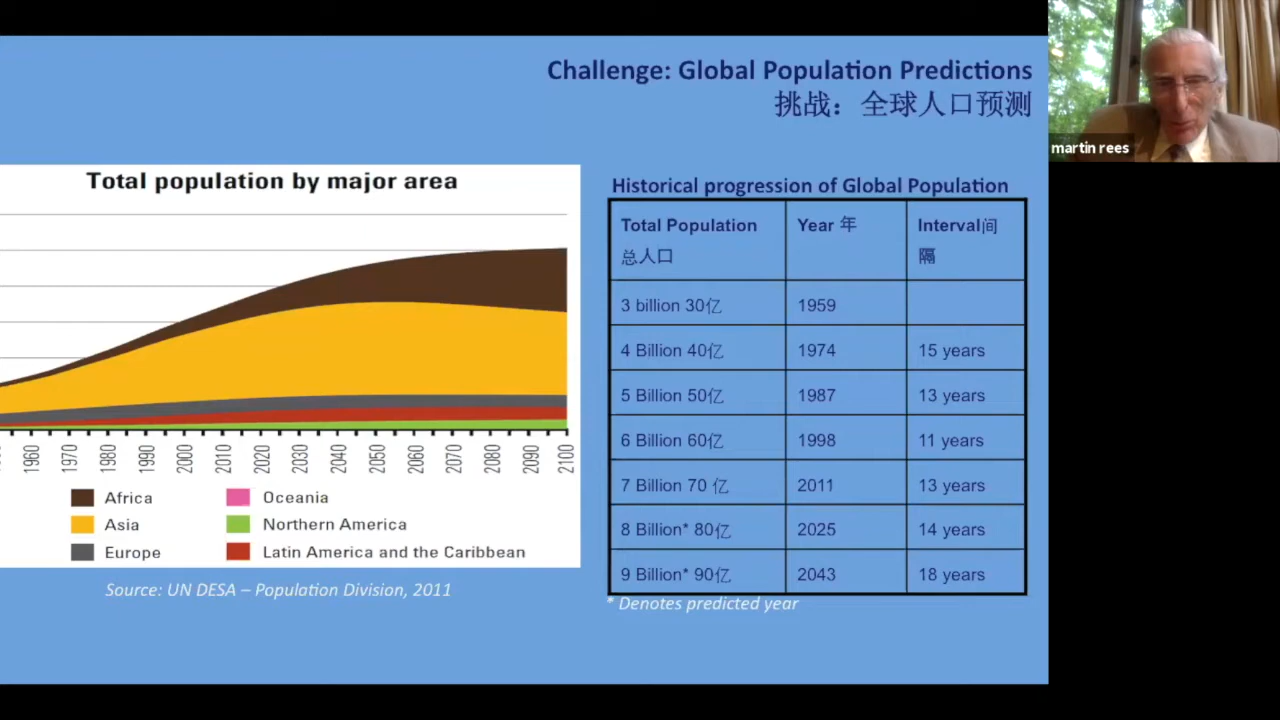 Challenge: Global Population Predictions
挑战：全球人口预测
martin rees
Total population by major area
1960 1970 1980 1990 2000 2010 2020 2030 2040 2050 2060 2070 2080 2090 2100
Africa
Oceania
Asia
Northern America
Europe
Latin America and the Caribbean
Source: UN DESA – Population Division, 2011
Historical progression of Global Population
Total Population Year 年 Interval间
总人口 隔
3 billion 30亿 1959
4 Billion 40亿 1974 15 years
5 Billion 50亿 1987 13 years
6 Billion 60亿 1998 11 years
7 Billion 70 亿 2011 13 years
8 Billion* 80亿 2025 14 years
9 Billion* 90亿 2043 18 years
* Denotes predicted year